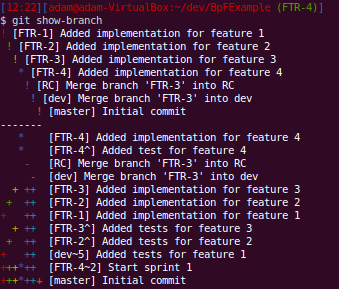 [12:22][adam@adam-VirtualBox:~/dev/BpFExample (FTR-4)]
$ git show-branch
! [FTR-1] Added implementation for feature 1
 ! [FTR-2] Added implementation for feature 2
  ! [FTR-3] Added implementation for feature 3
   * [FTR-4] Added implementation for feature 4
    ! [RC] Merge branch 'FTR-3' into RC
     ! [dev] Merge branch 'FTR-3' into dev
      ! [master] Initial commit
-------
   *    [FTR-4] Added implementation for feature 4
   *    [FTR-4^] Added test for feature 4
    -   [RC] Merge branch 'FTR-3' into RC
     -  [dev] Merge branch 'FTR-3' into dev
  + ++  [FTR-3] Added implementation for feature 3
 +  ++  [FTR-2] Added implementation for feature 2
+   ++  [FTR-1] Added implementation for feature 1
  + ++  [FTR-3^] Added tests for feature 3
 +  ++  [FTR-2^] Added tests for feature 2
+   ++  [dev~5] Added tests for feature 1
+++*++  [FTR-4~2] Start sprint 1
+++*+++ [master] Initial commit